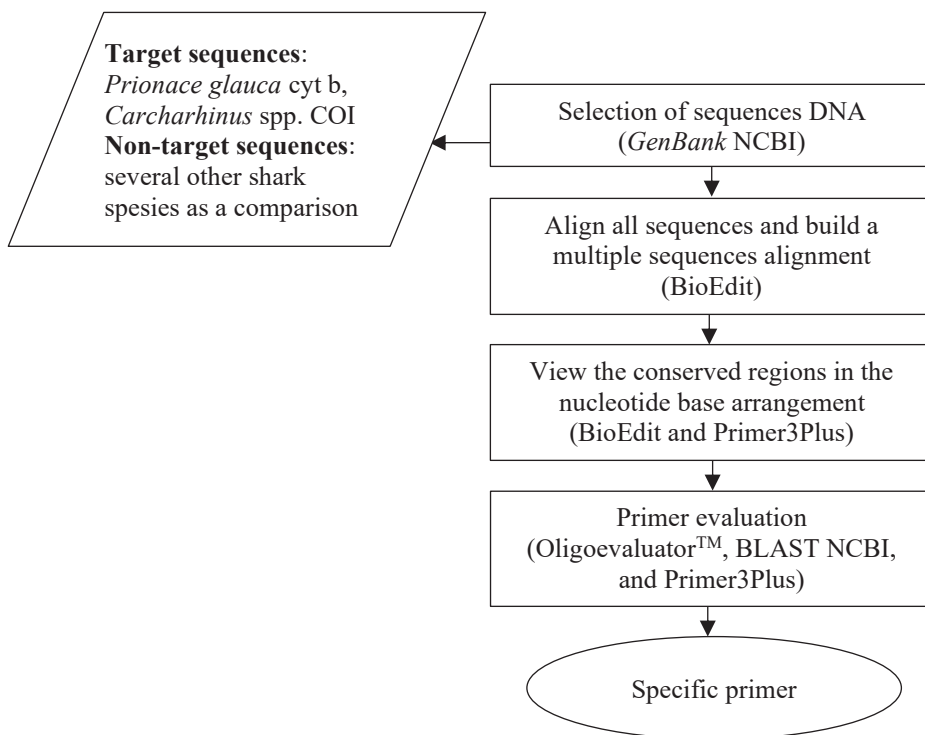 Target sequences:
Prionace glauca cyt b,
Carcharhinus spp. COI
Non-target sequences:
several other shark
spesies as a comparison
Selection of sequences DNA
(GenBank NCBI)
Align all sequences and build a
multiple sequences alignment
(BioEdit)
View the conserved regions in the
nucleotide base arrangement
(BioEdit and Primer3Plus)
Primer evaluation
(Oligoevaluator™, BLAST NCBI,
and Primer3Plus)
Specific primer